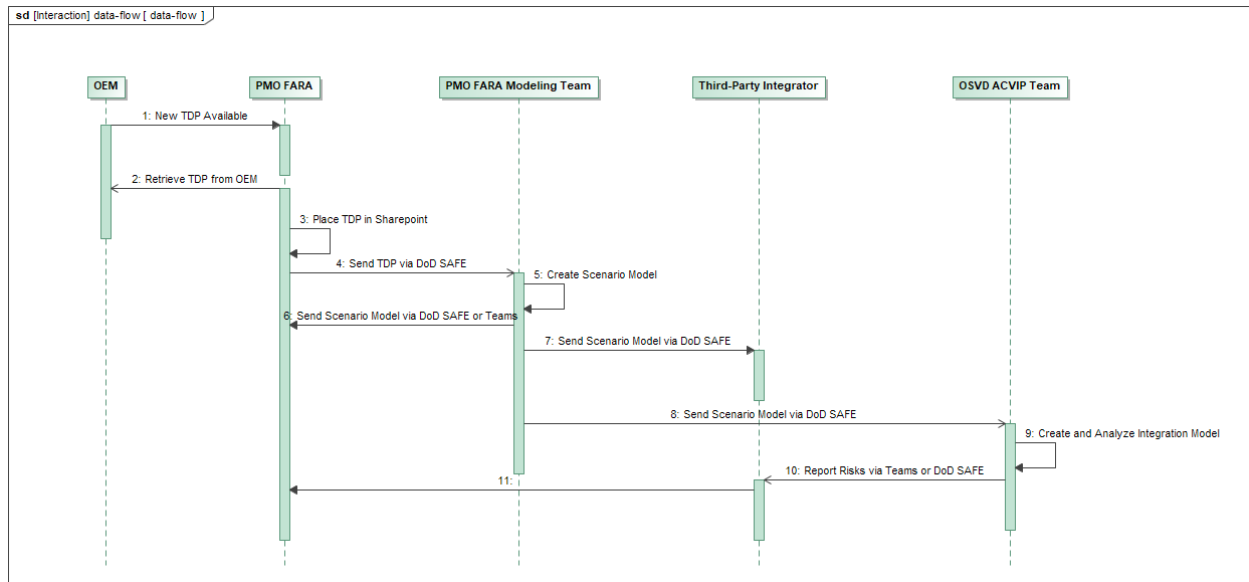 sd [Interaction] data-flow [ data-flow ]
OEM
PMO FARA
PMO FARA Modeling Team
Third-Party Integrator
OSVD ACVIP Team
1: New TDP Available
2: Retrieve TDP from OEM
3: Place TDP in Sharepoint
4: Send TDP via DoD SAFE
5: Create Scenario Model
6: Send Scenario Model via DoD SAFE or Teams
7: Send Scenario Model via DoD SAFE
8: Send Scenario Model via DoD SAFE
9: Create and Analyze Integration Model
10: Report Risks via Teams or DoD SAFE
11: